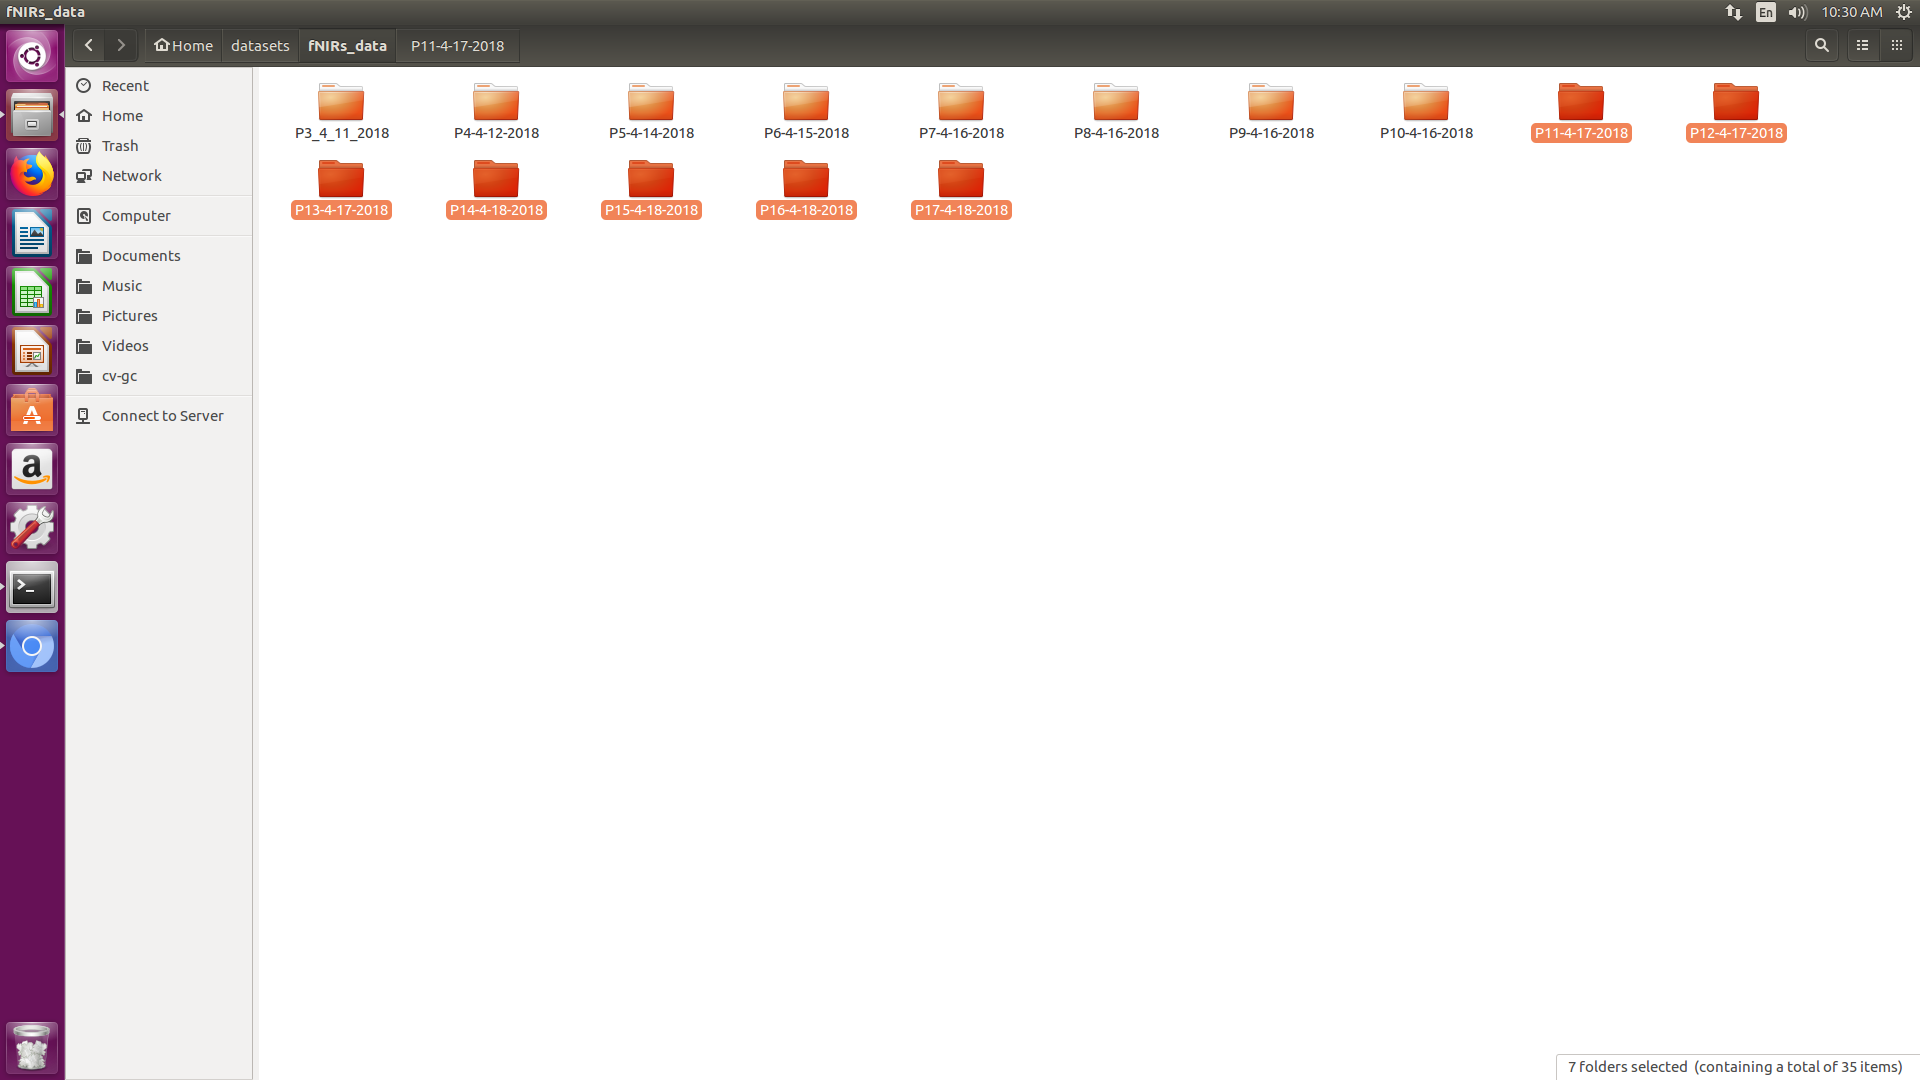 fNIRs_data
En
10:30 AM
Home
datasets
fNIRs_data
P11-4-17-2018
Recent
Home
Trash
Network
Computer
Documents
Music
Pictures
Videos
cv-gc
Connect to Server
P3_4_11_2018
P4-4-12-2018
P5-4-14-2018
P6-4-15-2018
P7-4-16-2018
P8-4-16-2018
P9-4-16-2018
P10-4-16-2018
P11-4-17-2018
P12-4-17-2018
P13-4-17-2018
P14-4-18-2018
P15-4-18-2018
P16-4-18-2018
P17-4-18-2018
7 folders selected (containing a total of 35 items)